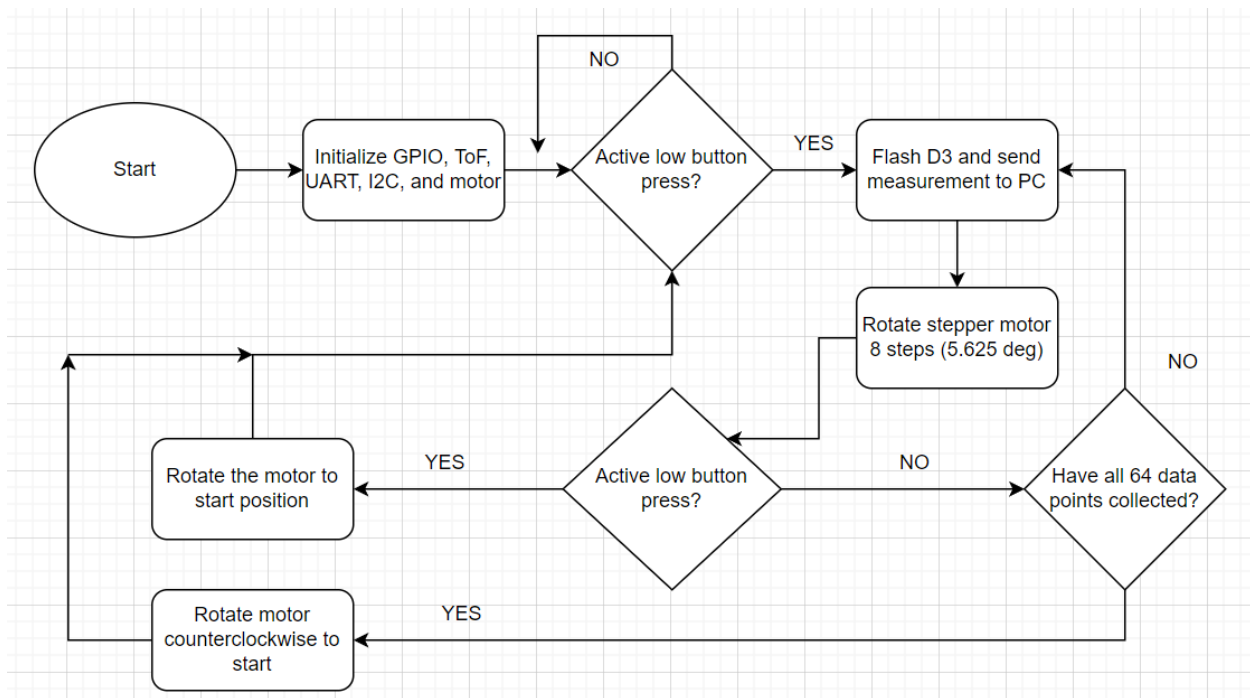 NO
Start
Initialize GPIO, ToF,
UART, I2C, and motor
Active low button
press?
YES
Flash D3 and send
measurement to PC
Rotate stepper motor
8 steps (5.625 deg)
NO
Rotate the motor to
start position
YES
Active low button
press?
NO
Have all 64 data
points collected?
Rotate motor
counterclockwise to
start
YES